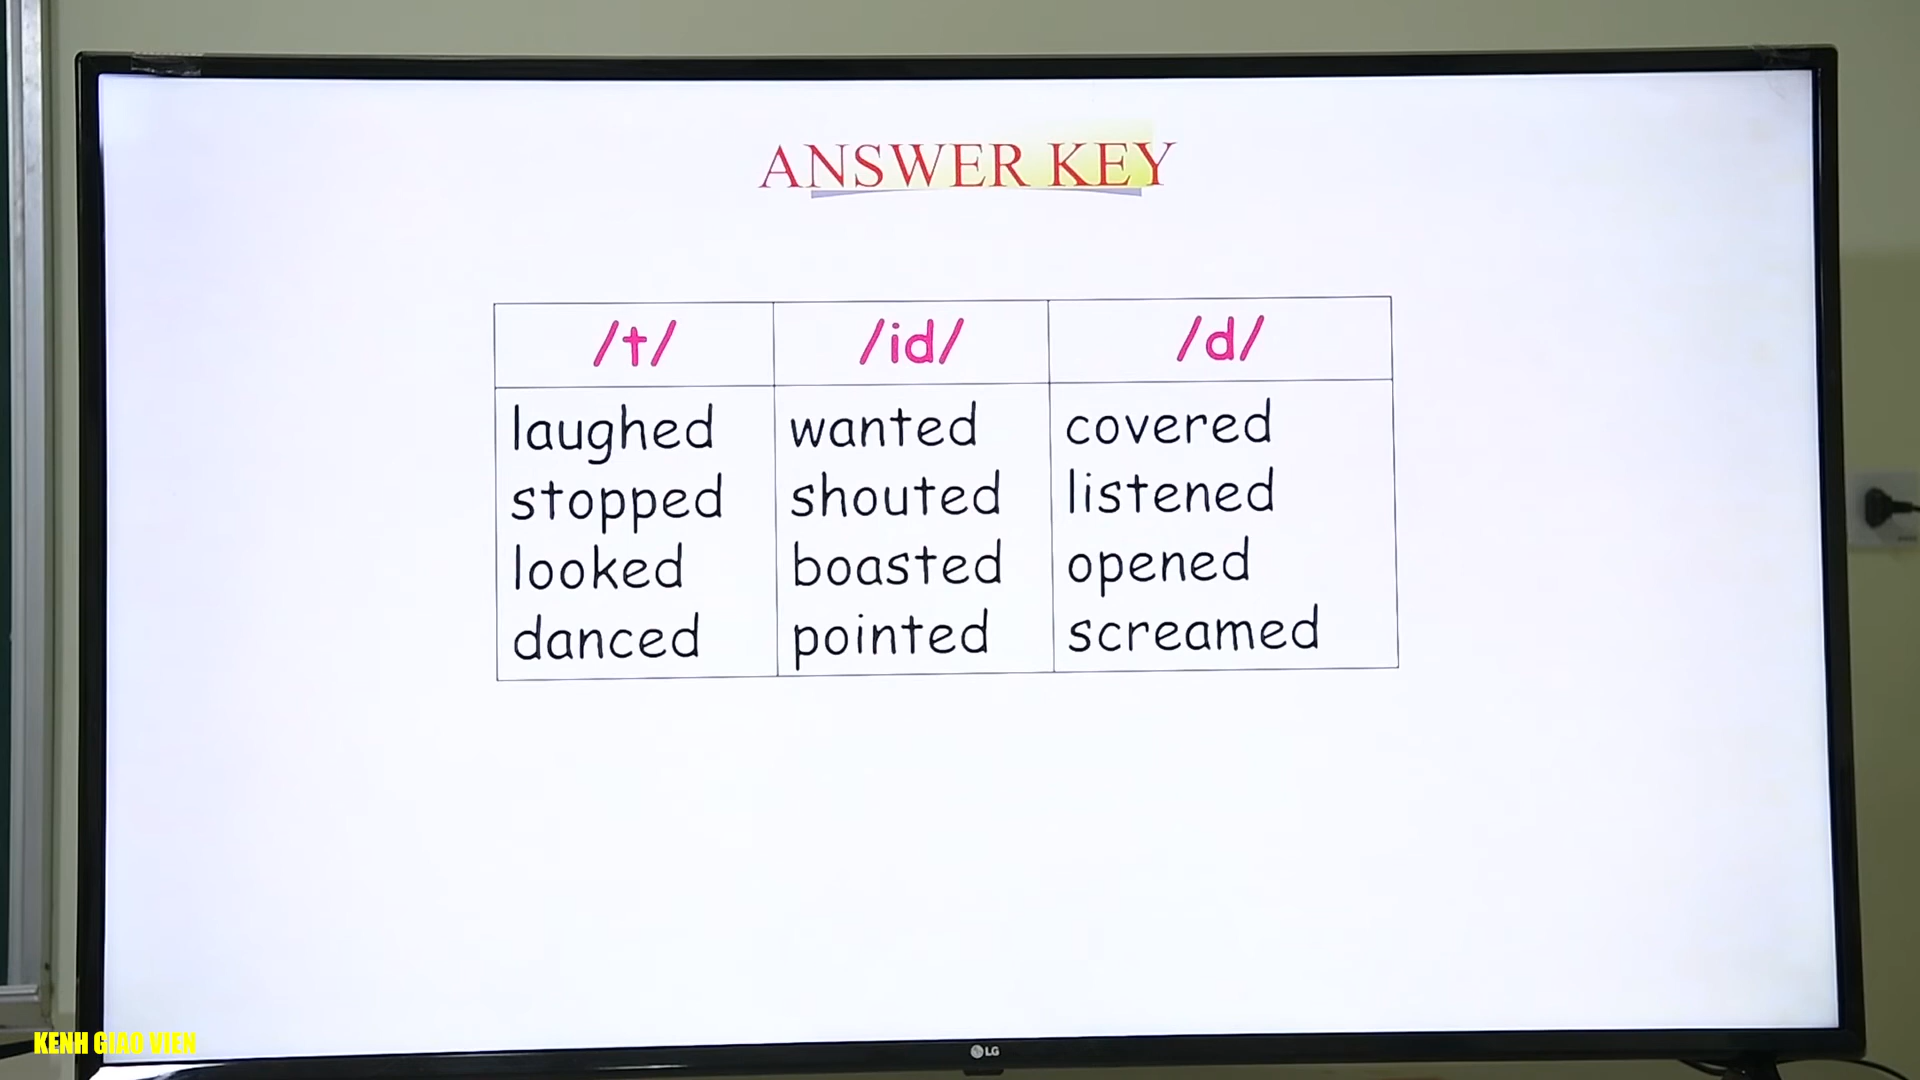 ANSWER KEY
/t/ /id/ /d/
laughed wanted covered
stopped shouted listened
looked boasted opened
danced pointed screamed
LG
KENH GIAO VIEN